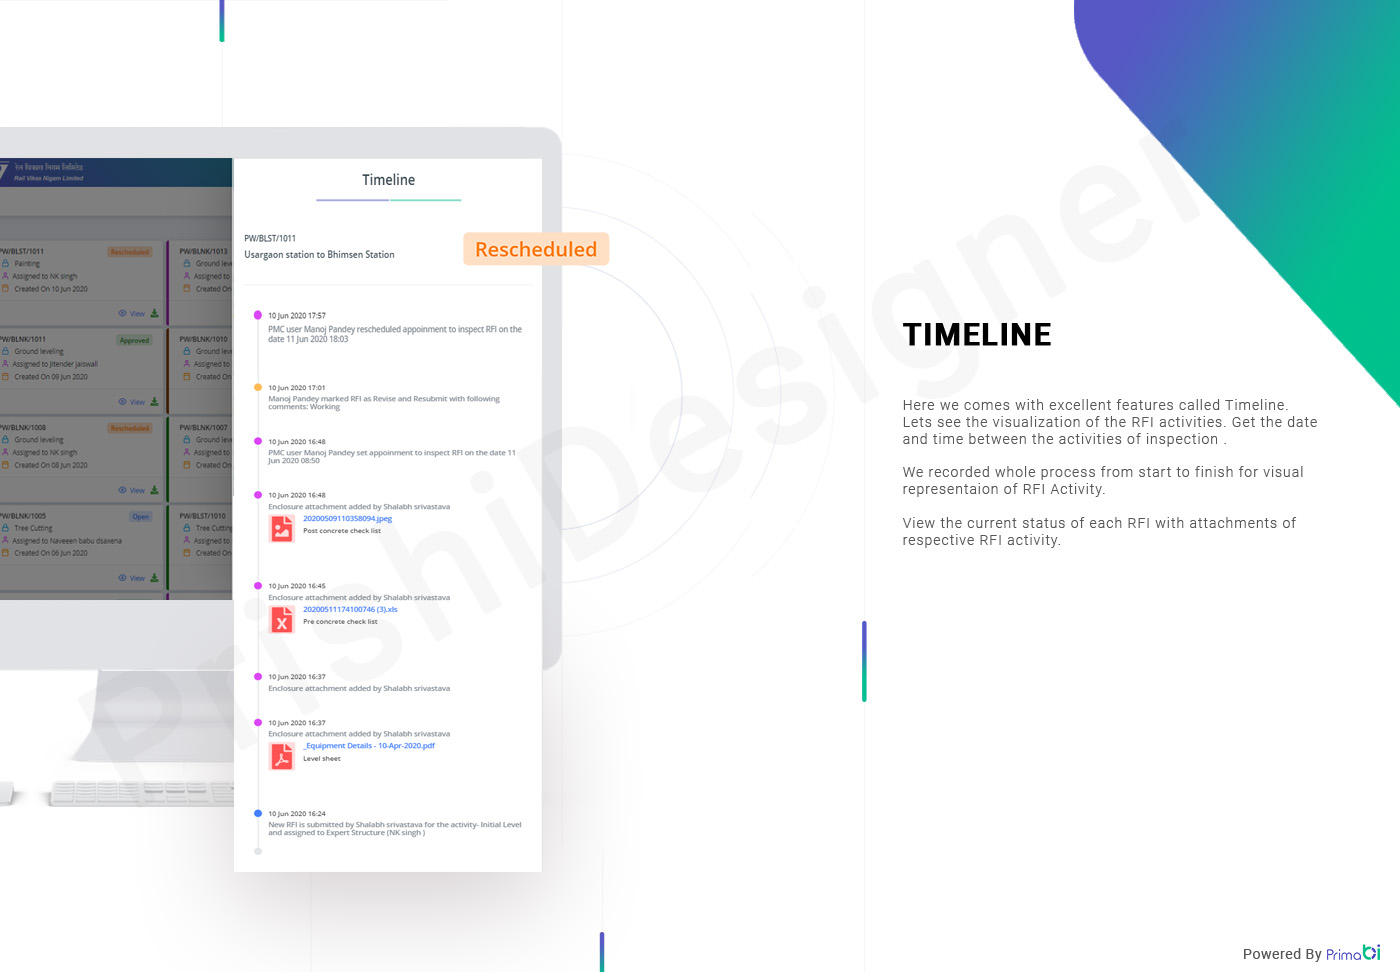 रेल विकास निगम लिमिटेड
Rail Vikas Nigam Limited
PW/BLST/1011
Rescheduled
Painting
Assigned to NK singh
Created On 10 Jun 2020
View
PW/BLNK/1013
Ground leve
Assigned
Created On
PW/BLNK/1011
Approved
Ground leveling
Assigned to Jitender jaiswall
Created On 09 Jun 2020
View
PW/BLNK/1010
Ground leve
Assigned
Created On
PW/BLNK/1008
Rescheduled
Ground leveling
Assigned to NK singh
Created On 08 Jun 2020
View
PW/BLNK/1007
Ground leve
Assigned
Created On
PW/BLNK/1005
Open
Tree Cutting
Assigned to Naveeen babu dsaxena
Created On 06 Jun 2020
View
PW/BLST/1010
Tree Cutting
Assigned
Created On
Timeline
PW/BLST/1011
Usargaon station to Bhimsen Station
Rescheduled
10 Jun 2020 17:57
PMC user Manoj Pandey rescheduled appoinment to inspect RFI on the
date 11 Jun 2020 18:03
10 Jun 2020 17:01
Manoj Pandey marked RFI as Revise and Resubmit with following
comments: Working
10 Jun 2020 16:48
PMC user Manoj Pandey set appoinment to inspect RFI on the date 11
Jun 2020 08:50
10 Jun 2020 16:48
Enclosure attachment added by Shalabh srivastava
20200509110358094.jpeg
Post concrete check list
10 Jun 2020 16:45
Enclosure attachment added by Shalabh srivastava
20200511174100746 (3).xls
Pre concrete check list
10 Jun 2020 16:37
Enclosure attachment added by Shalabh srivastava
10 Jun 2020 16:37
Enclosure attachment added by Shalabh srivastava
_Equipment Details - 10-Apr-2020.pdf
Level sheet
10 Jun 2020 16:24
New RFI is submitted by Shalabh srivastava for the activity- Initial Level
and assigned to Expert Structure (NK singh )
TIMELINE
Here we comes with excellent features called Timeline.
Lets see the visualization of the RFI activities. Get the date
and time between the activities of inspection .
We recorded whole process from start to finish for visual
representaion of RFI Activity.
View the current status of each RFI with attachments of
respective RFI activity.
PrishiDesigner
Powered By Primabi